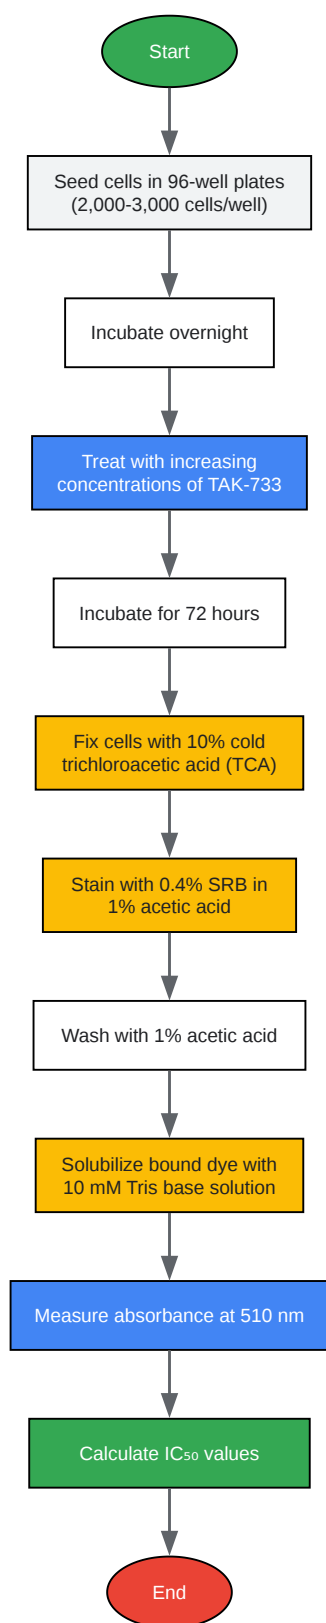 Start
Seed cells in 96-well plates
(2,000-3,000 cells/well)
Incubate overnight
Treat with increasing
concentrations of TAK-733
Incubate for 72 hours
Fix cells with 10% cold
trichloroacetic acid (TCA)
Stain with 0.4% SRB in
1% acetic acid
Wash with 1% acetic acid
Solubilize bound dye with
10 mM Tris base solution
Measure absorbance at 510 nm
Calculate IC₅₀ values
End